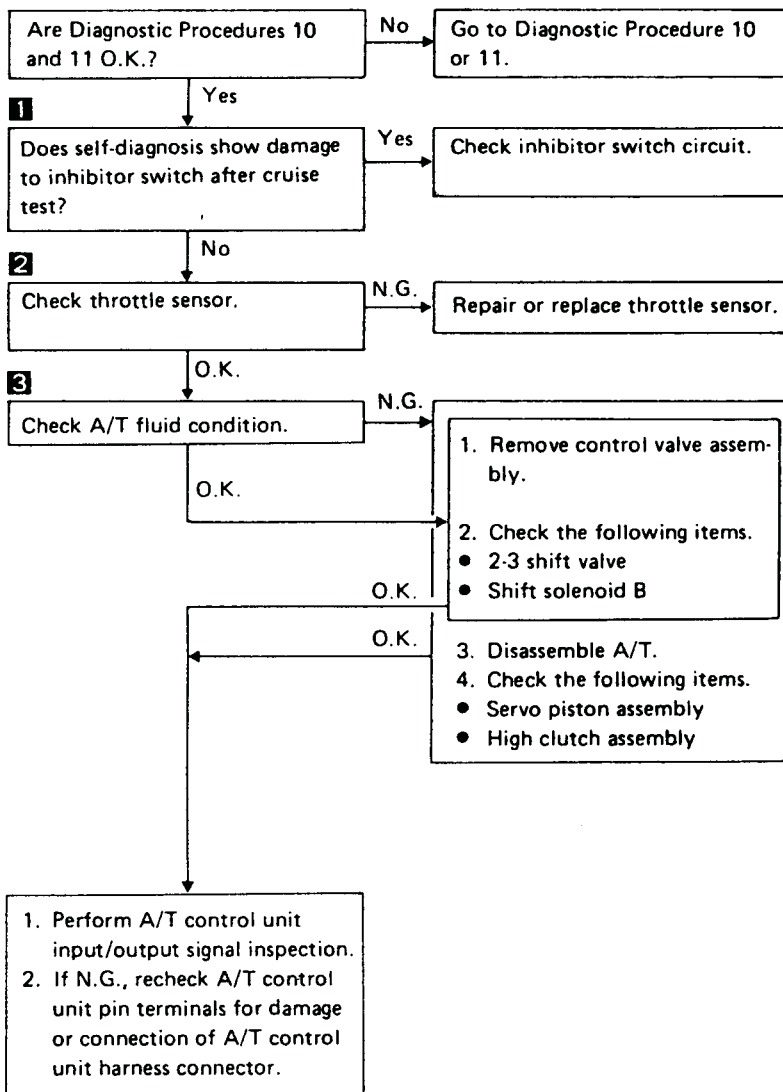 Are Diagnostic Procedures 10
and 11 O.K.?
No
Go to Diagnostic Procedure 10
or 11.
Yes
1
Does self-diagnosis show damage
to inhibitor switch after cruise
test?
Yes
Check inhibitor switch circuit.
No
2
Check throttle sensor.
N.G.
Repair or replace throttle sensor.
O.K.
3
Check A/T fluid condition.
N.G.
O.K.
1. Remove control valve assem-
bly.
2. Check the following items.
● 2-3 shift valve
● Shift solenoid B
O.K.
O.K.
3. Disassemble A/T.
4. Check the following items.
● Servo piston assembly
● High clutch assembly
1. Perform A/T control unit
input/output signal inspection.
2. If N.G., recheck A/T control
unit pin terminals for damage
or connection of A/T control
unit harness connector.